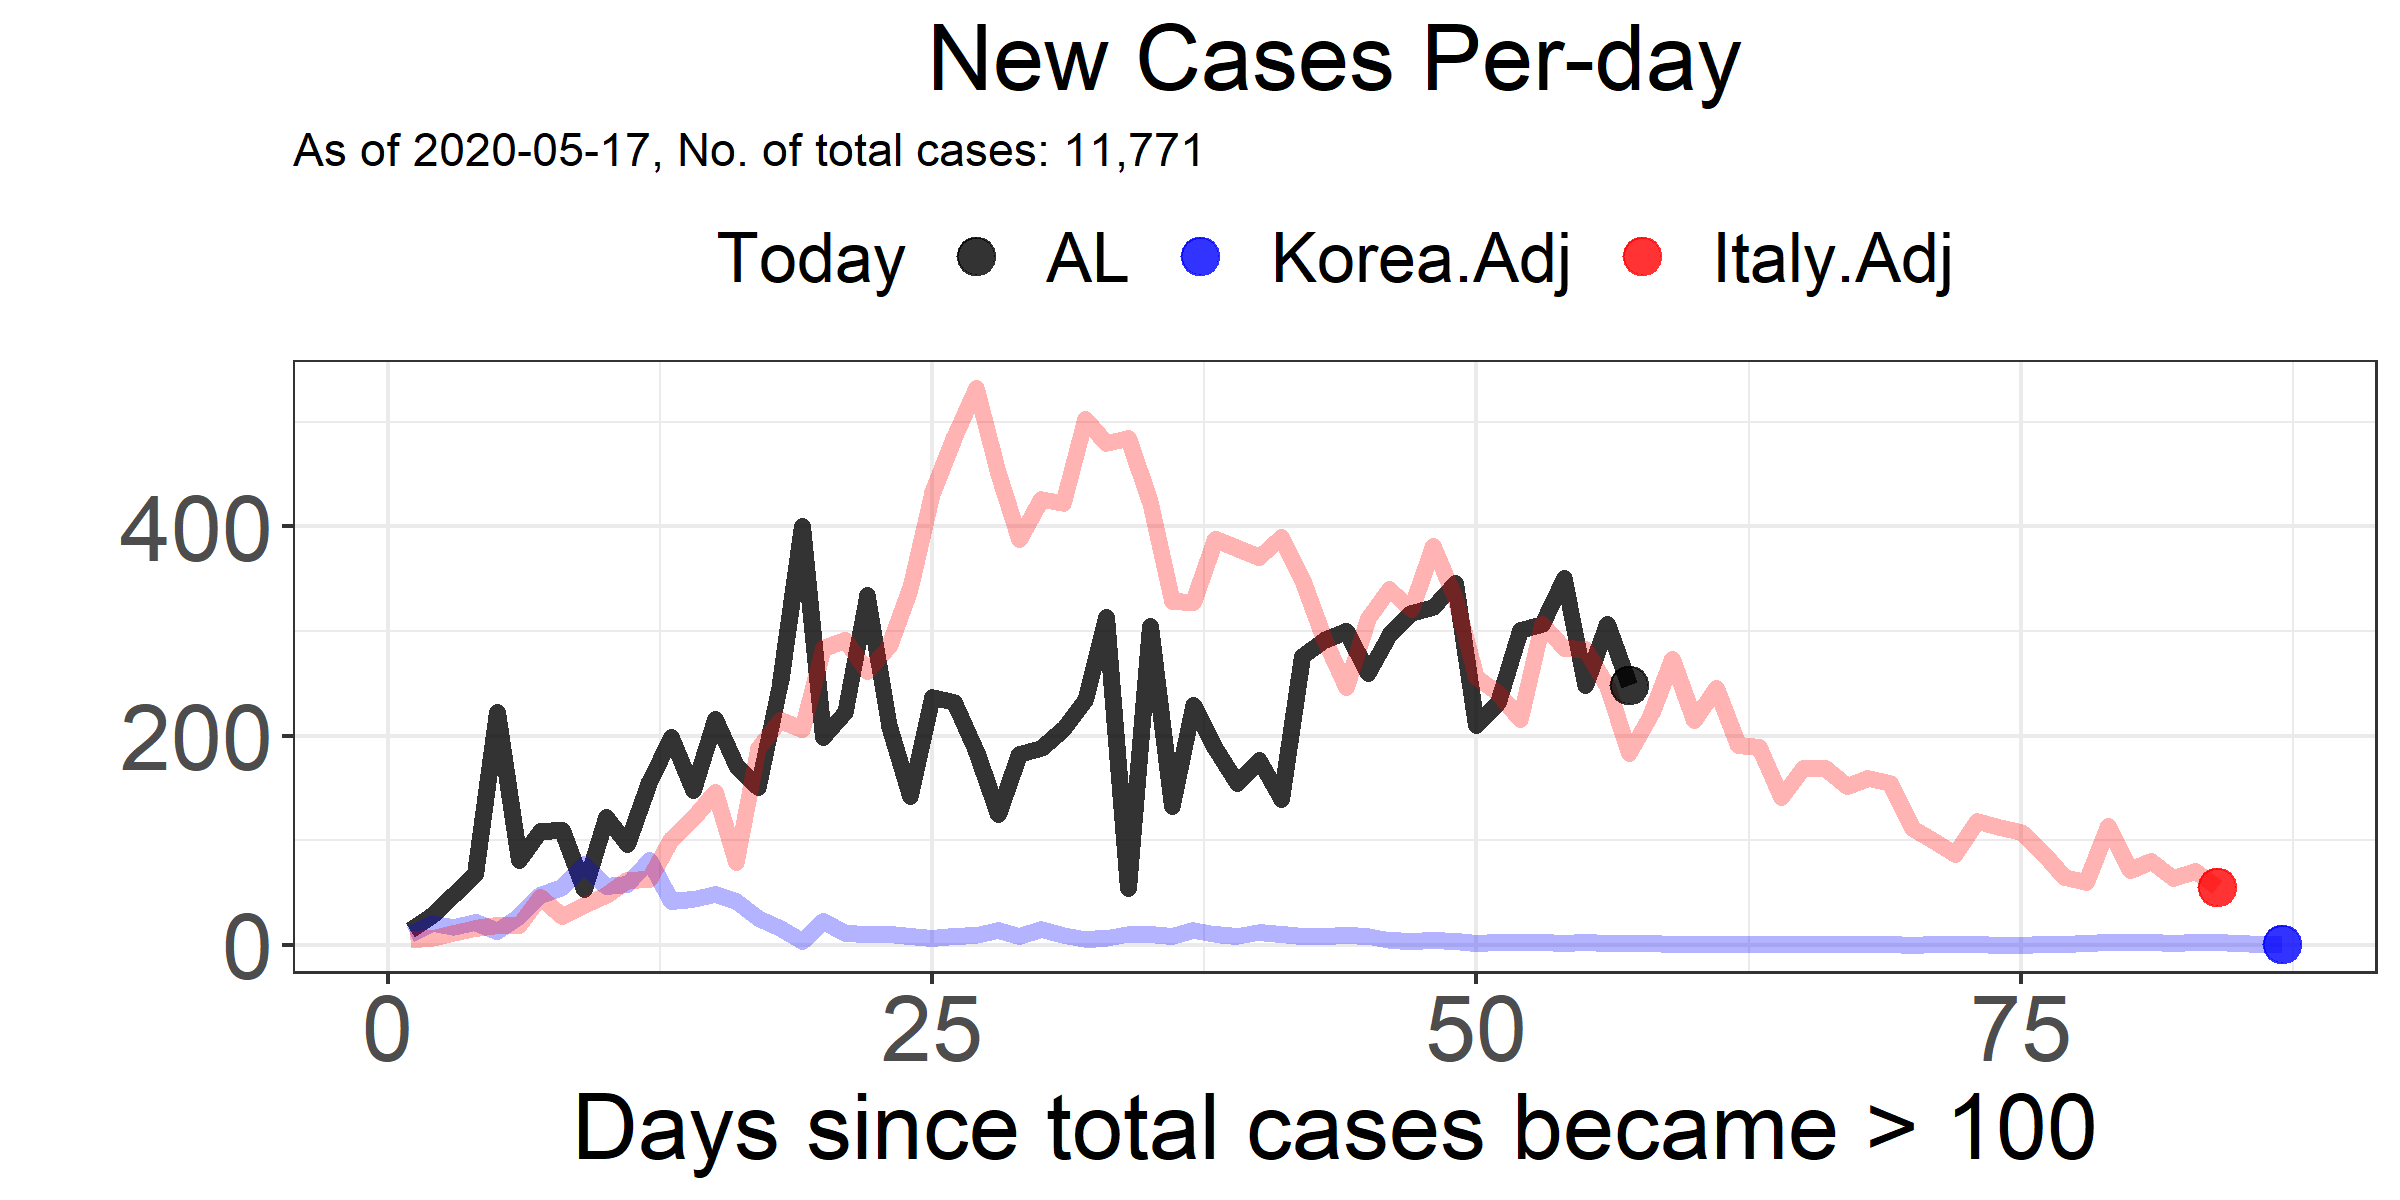 New Cases Per-day
As of 2020-05-17, No. of total cases: 11,771
Today AL Korea.Adj Italy.Adj
400
200
0
0 25 50 75
Days since total cases became > 100